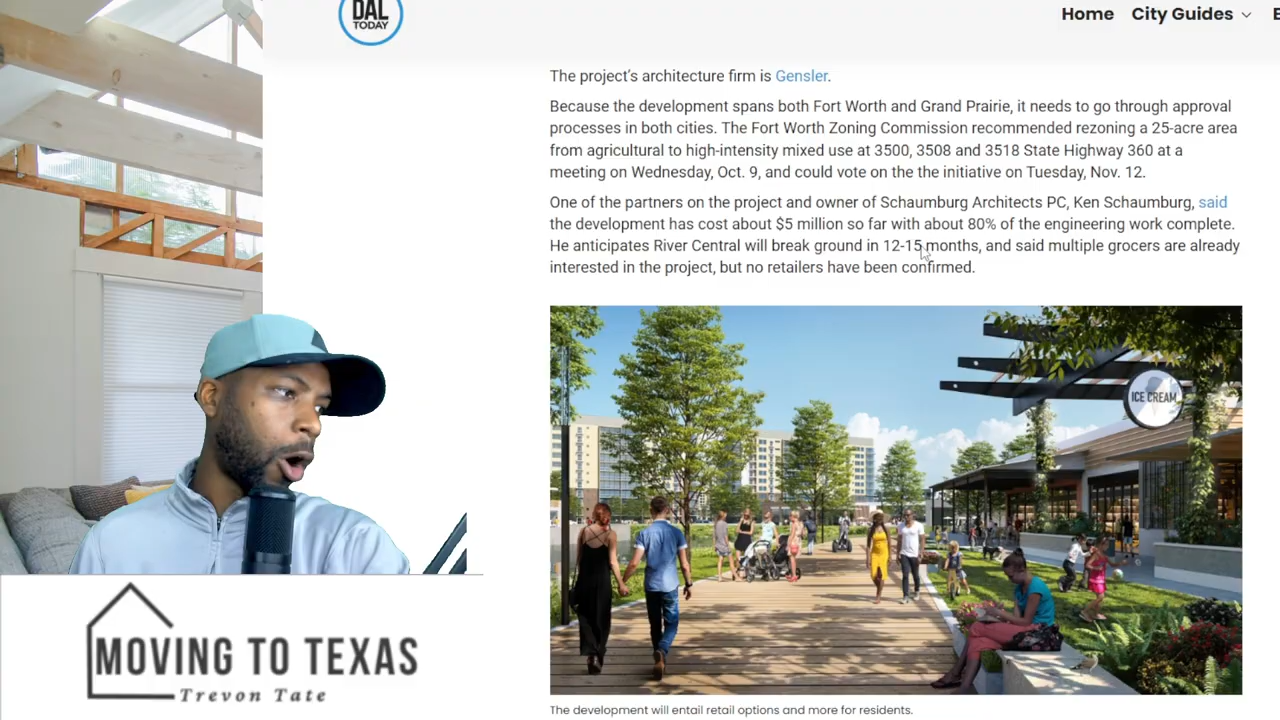 DAL
TODAY
Home City Guides
The project's architecture firm is Gensler.
Because the development spans both Fort Worth and Grand Prairie, it needs to go through approval
processes in both cities. The Fort Worth Zoning Commission recommended rezoning a 25-acre area
from agricultural to high-intensity mixed use at 3500, 3508 and 3518 State Highway 360 at a
meeting on Wednesday, Oct. 9, and could vote on the the initiative on Tuesday, Nov. 12.
One of the partners on the project and owner of Schaumburg Architects PC, Ken Schaumburg, said
the development has cost about $5 million so far with about 80% of the engineering work complete.
He anticipates River Central will break ground in 12-15 months, and said multiple grocers are already
interested in the project, but no retailers have been confirmed.
ICE CREAM
The development will entail retail options and more for residents.
MOVING TO TEXAS
Trevon Tate